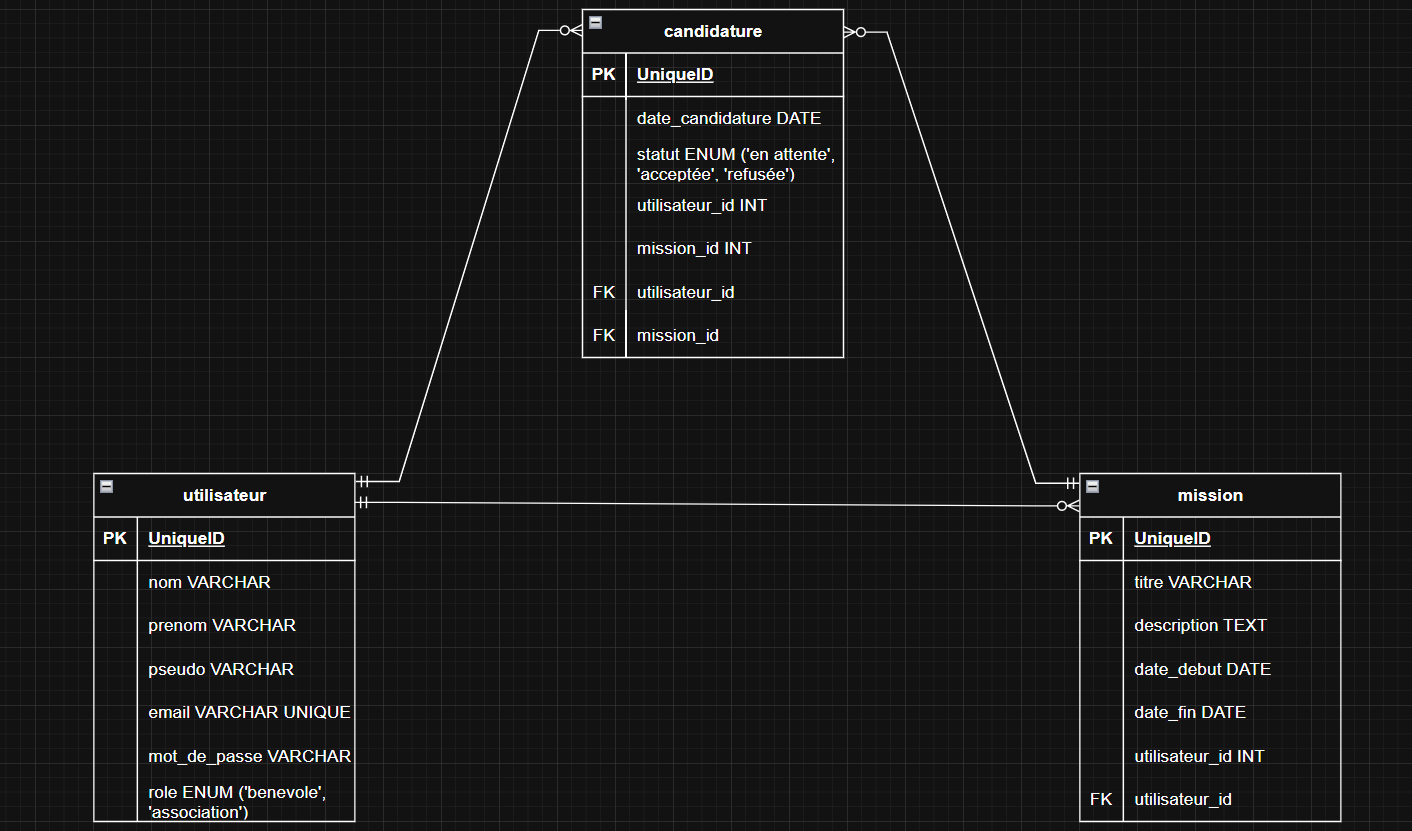 candidature
PK UniqueID
date_candidature DATE
statut ENUM ('en attente',
'acceptée', 'refusée')
utilisateur_id INT
mission_id INT
FK utilisateur_id
FK mission_id
utilisateur
PK UniqueID
nom VARCHAR
prenom VARCHAR
pseudo VARCHAR
email VARCHAR UNIQUE
mot_de_passe VARCHAR
role ENUM ('benevole',
'association')
mission
PK UniqueID
titre VARCHAR
description TEXT
date_debut DATE
date_fin DATE
utilisateur_id INT
FK utilisateur_id